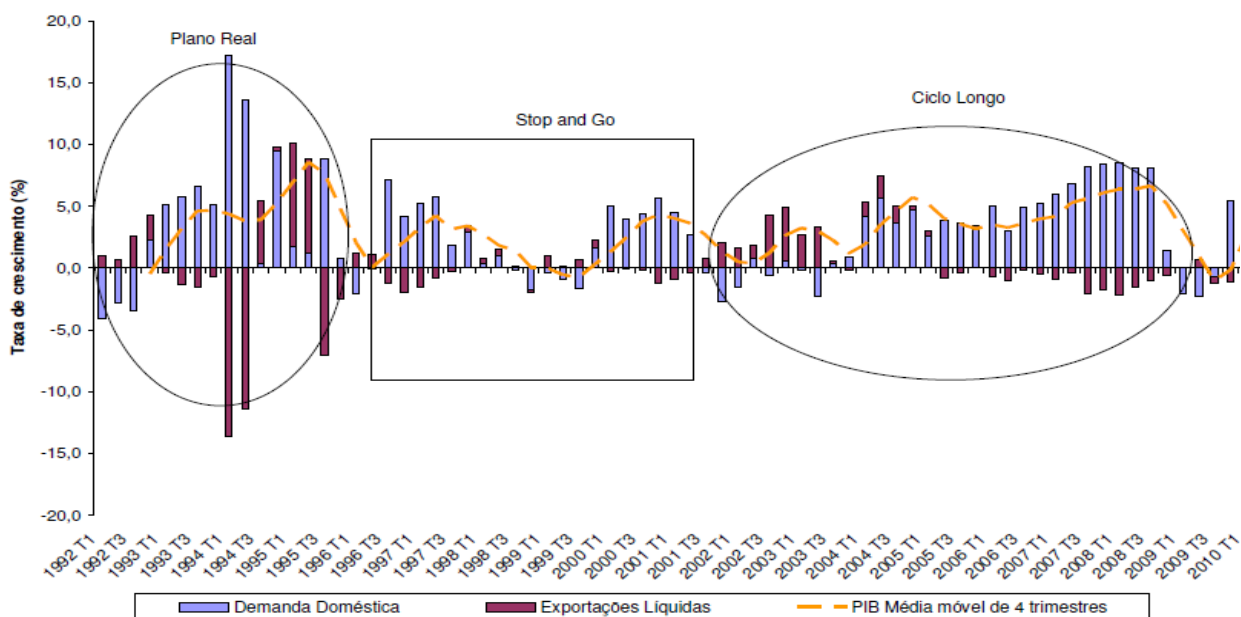 20,0
Plano Real
Ciclo Longo
15,0
Stop and Go
10,0
5,0
0,0
-5,0
-10,0
-15,0
-20,0
Taxa de crescimento (%)
1992 T1
1992 T3
1993 T1
1993 T3
1994 T1
1994 T3
1995 T1
1995 T3
1996 T1
1996 T3
1997 T1
1997 T3
1998 T1
1998 T3
1999 T1
1999 T3
2000 T1
2000 T3
2001 T1
2001 T3
2002 T1
2002 T3
2003 T1
2003 T3
2004 T1
2004 T3
2005 T1
2005 T3
2006 T1
2006 T3
2007 T1
2007 T3
2008 T1
2008 T3
2009 T1
2009 T3
2010 T1
Demanda Doméstica
Exportações Líquidas
PIB Média móvel de 4 trimestres